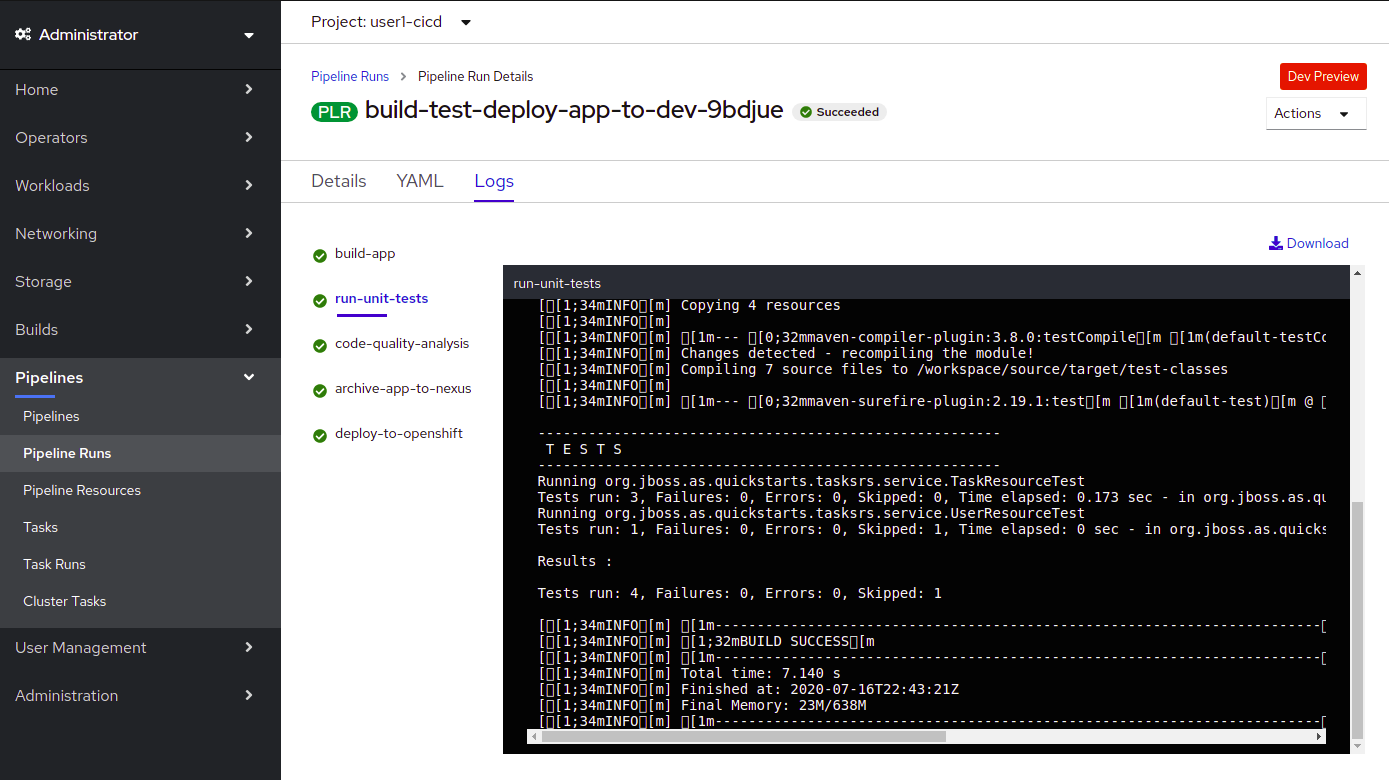 Administrator
Home
Operators
Workloads
Networking
Storage
Builds
Pipelines
Pipelines
Pipeline Runs
Pipeline Resources
Tasks
Task Runs
Cluster Tasks
User Management
Administration
Project: user1-cicd
Pipeline Runs > Pipeline Run Details
Dev Preview
PLR build-test-deploy-app-to-dev-9bdjue Succeeded
Actions
Details YAML Logs
build-app
run-unit-tests
code-quality-analysis
archive-app-to-nexus
deploy-to-openshift
Download
run-unit-tests
[▯[1;34mINFO▯[m] Copying 4 resources
[▯[1;34mINFO▯[m]
[▯[1;34mINFO▯[m] ▯[1m--- ▯[0;32mmaven-compiler-plugin:3.8.0:testCompile▯[m ▯[1m(default-testCo
[▯[1;34mINFO▯[m] Changes detected - recompiling the module!
[▯[1;34mINFO▯[m] Compiling 7 source files to /workspace/source/target/test-classes
[▯[1;34mINFO▯[m]
[▯[1;34mINFO▯[m] ▯[1m--- ▯[0;32mmaven-surefire-plugin:2.19.1:test▯[m ▯[1m(default-test)▯[m @ ▯
-------------------------------------------------------
T E S T S
-------------------------------------------------------
Running org.jboss.as.quickstarts.tasksrs.service.TaskResourceTest
Tests run: 3, Failures: 0, Errors: 0, Skipped: 0, Time elapsed: 0.173 sec - in org.jboss.as.qu
Running org.jboss.as.quickstarts.tasksrs.service.UserResourceTest
Tests run: 1, Failures: 0, Errors: 0, Skipped: 1, Time elapsed: 0 sec - in org.jboss.as.quicks
Results :
Tests run: 4, Failures: 0, Errors: 0, Skipped: 1
[▯[1;34mINFO▯[m] ▯[1m------------------------------------------------------------------------▯
[▯[1;34mINFO▯[m] ▯[1;32mBUILD SUCCESS▯[m
[▯[1;34mINFO▯[m] ▯[1m------------------------------------------------------------------------▯
[▯[1;34mINFO▯[m] Total time: 7.140 s
[▯[1;34mINFO▯[m] Finished at: 2020-07-16T22:43:21Z
[▯[1;34mINFO▯[m] Final Memory: 23M/638M
[▯[1;34mINFO▯[m] ▯[1m------------------------------------------------------------------------▯